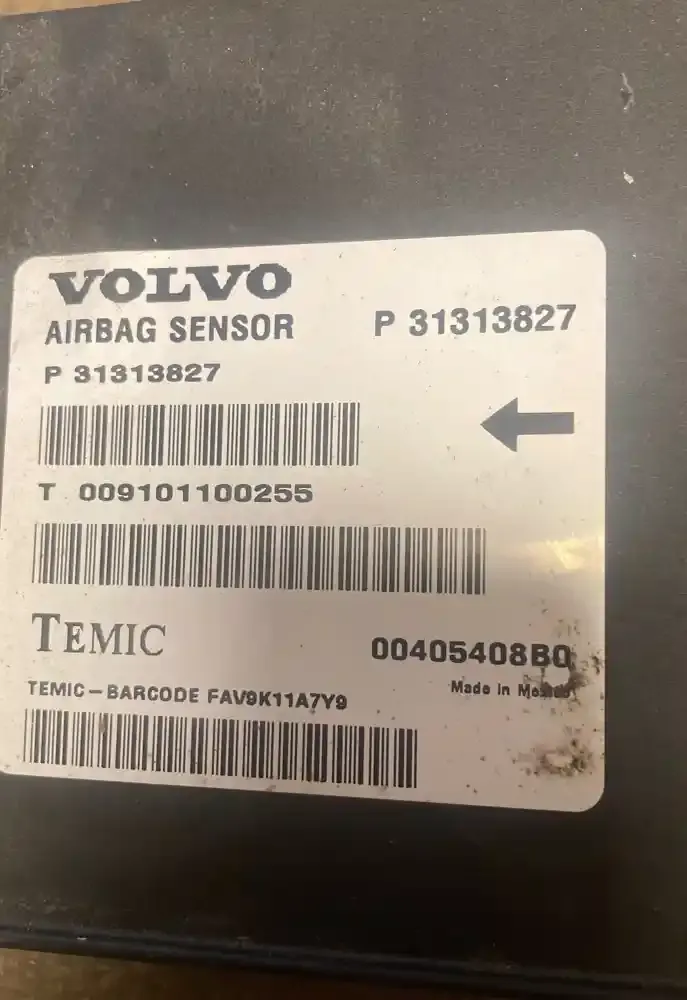 VOLVO
AIRBAG SENSOR P 31313827
P 31313827
T 009101100255
TEMIC
00405408B0
TEMIC-BARCODE FAV9K11A7Y9
Made in